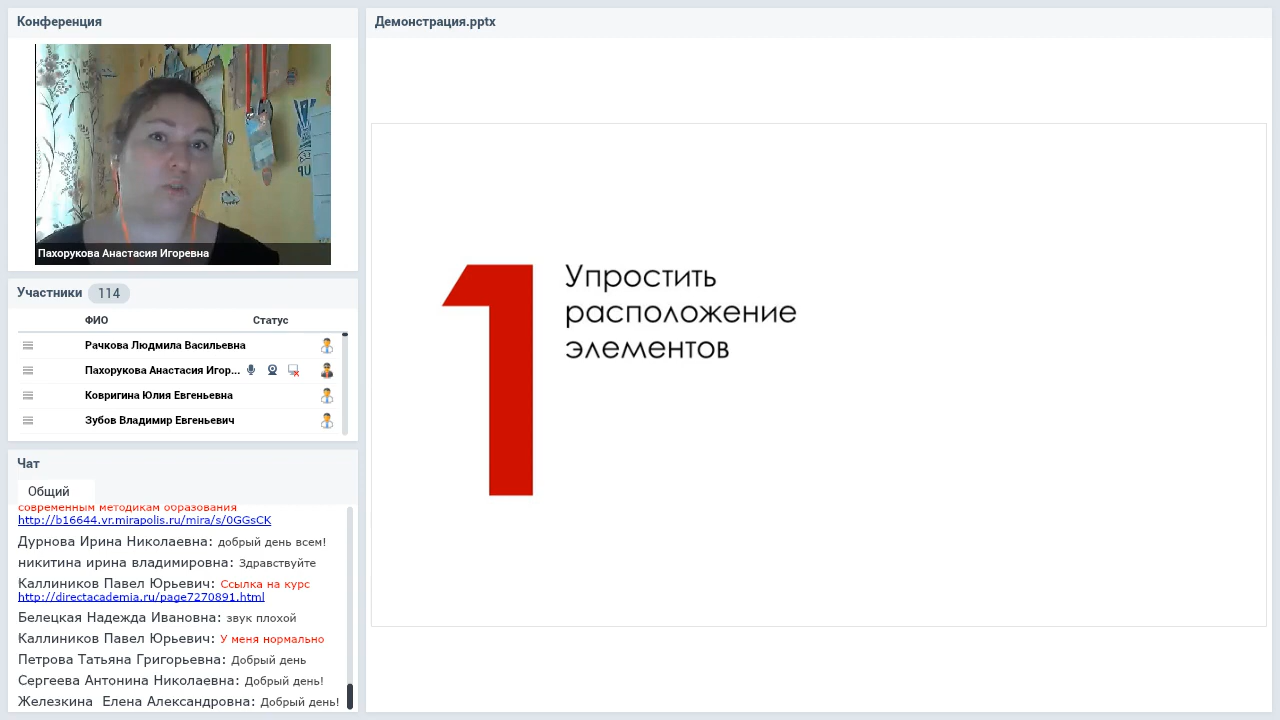 Конференция
Пахорукова Анастасия Игоревна
Участники 114
ФИО Статус
Рачкова Людмила Васильевна
Пахорукова Анастасия Игор...
Ковригина Юлия Евгеньевна
Зубов Владимир Евгеньевич
Чат
Общий
современным методикам образования
http://b16644.vr.mirapolis.ru/mira/s/0GGsCK
Дурнова Ирина Николаевна: добрый день всем!
никитина ирина владимировна: Здравствуйте
Каллиников Павел Юрьевич: Ссылка на курс
http://directacademia.ru/page7270891.html
Белецкая Надежда Ивановна: звук плохой
Каллиников Павел Юрьевич: У меня нормально
Петрова Татьяна Григорьевна: Добрый день
Сергеева Антонина Николаевна: Добрый день!
Железкина Елена Александровна: Добрый день!
Демонстрация.pptx
1
Упростить
расположение
элементов